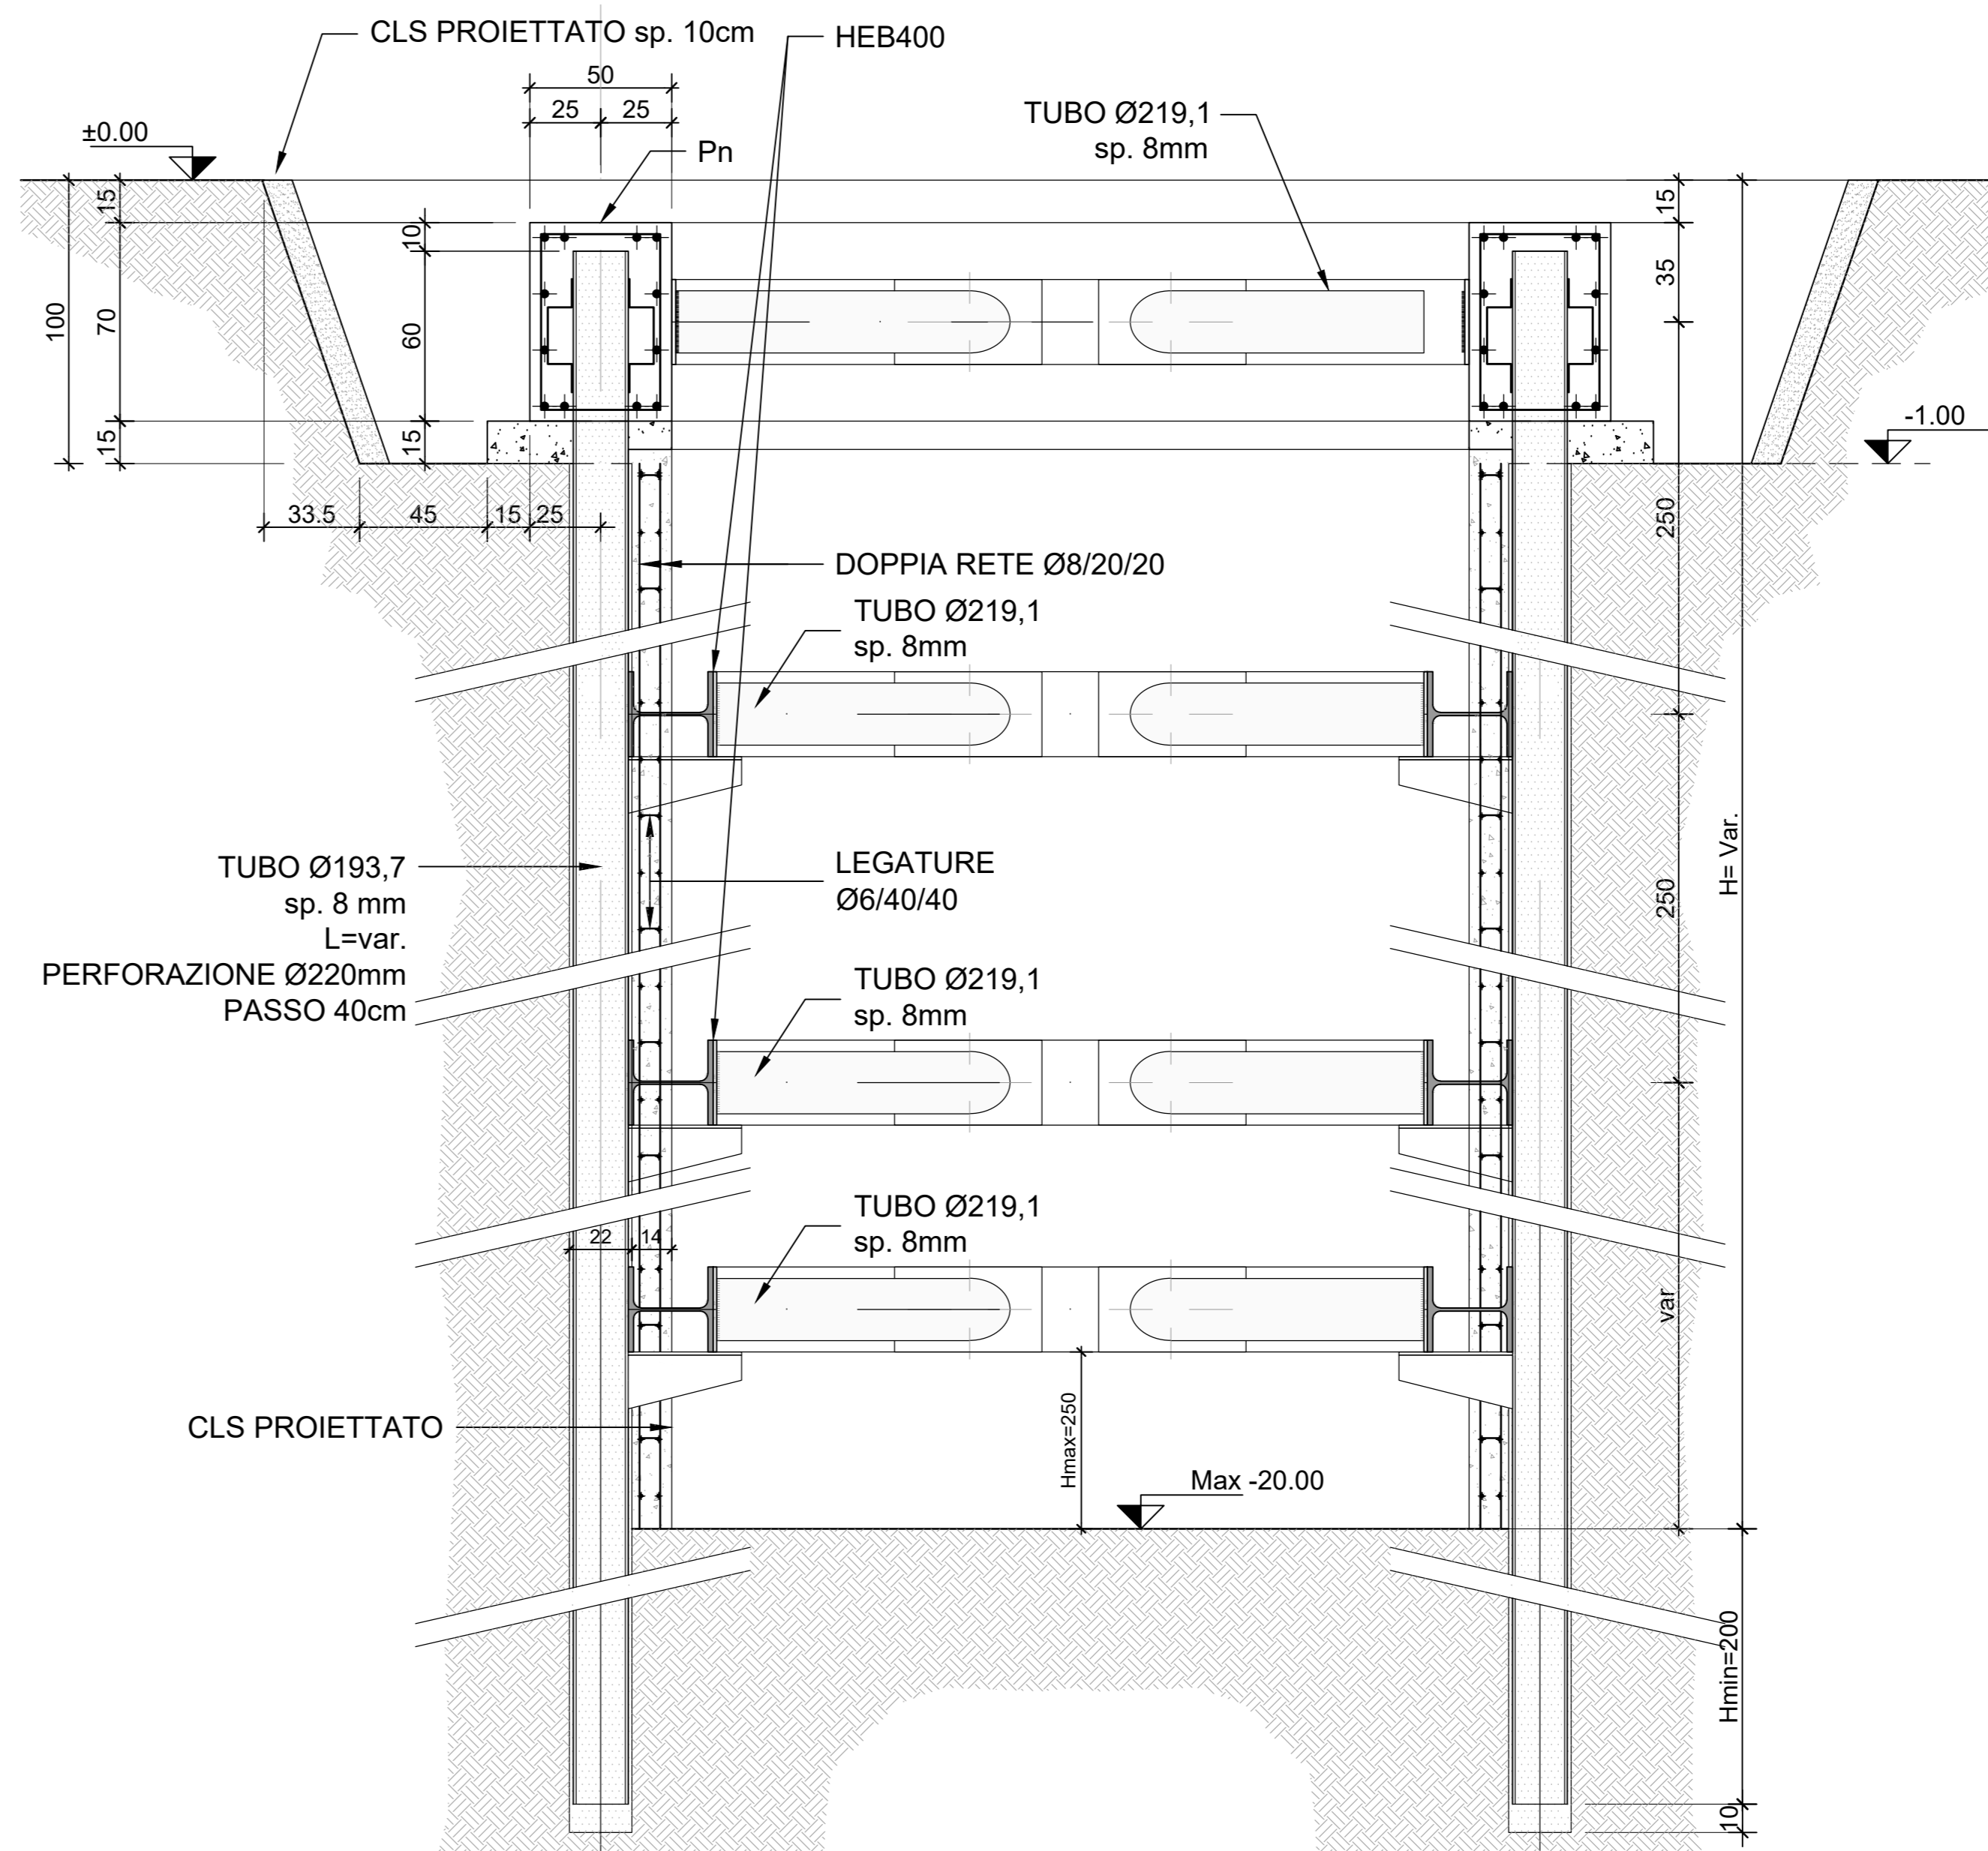 CLS PROIETTATO sp. 10cm
HEB400
50
25
25
TUBO Ø219,1
sp. 8mm
±0.00
Pn
15
10
15
35
100
70
60
-1.00
15
15
33.5
45
15
25
250
DOPPIA RETE Ø8/20/20
TUBO Ø219,1
sp. 8mm
H= Var.
TUBO Ø193,7
sp. 8 mm
L=var.
PERFORAZIONE Ø220mm
PASSO 40cm
LEGATURE
Ø6/40/40
250
TUBO Ø219,1
sp. 8mm
TUBO Ø219,1
sp. 8mm
22
14
var
CLS PROIETTATO
Hmax=250
Max -20.00
Hmin=200
10